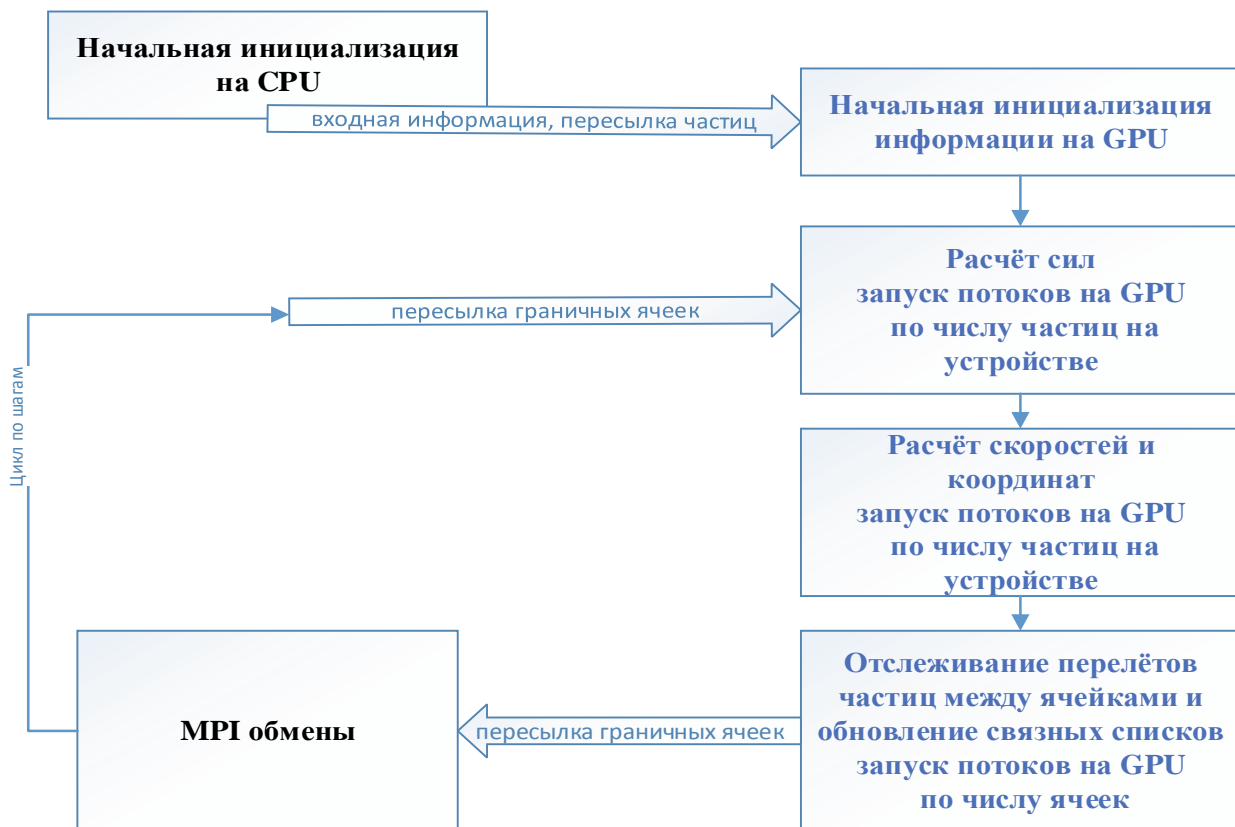 Начальная инициализация
на CPU
входная информация, пересылка частиц
Начальная инициализация
информации на GPU
Расчёт сил
запуск потоков на GPU
по числу частиц на
устройстве
пересылка граничных ячеек
Цикл по шагам
Расчёт скоростей и
координат
запуск потоков на GPU
по числу частиц на
устройстве
Отслеживание перелётов
частиц между ячейками и
обновление связных списков
запуск потоков на GPU
по числу ячеек
пересылка граничных ячеек
MPI обмены